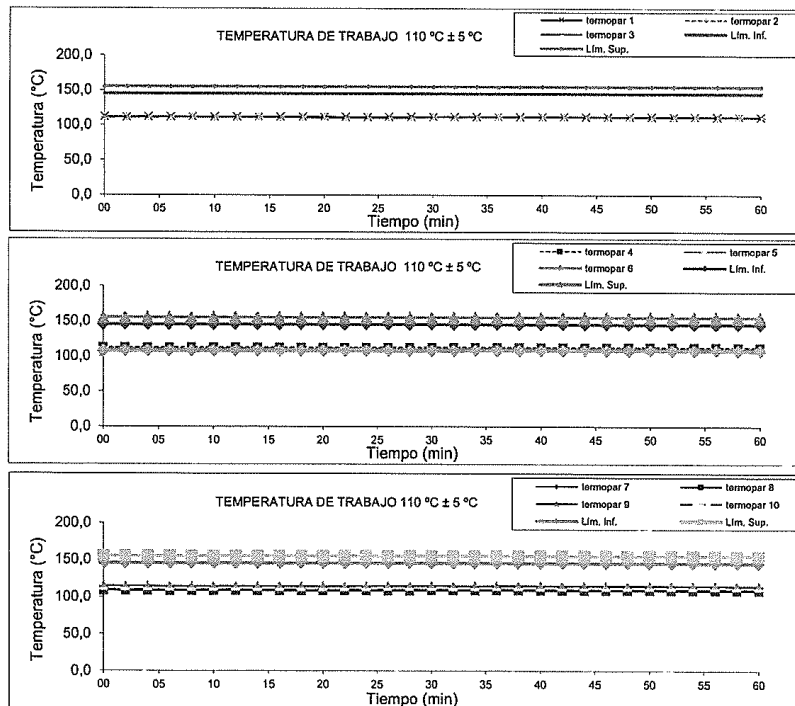 TEMPERATURA DE TRABAJO 110 ºC ± 5 ºC
termopar 1
termopar 2
termopar 3
Lím. Inf.
Lím. Sup.
Temperatura (°C)
200,0
150,0
100,0
50,0
0,0
00 05 10 15 20 25 30 35 40 45 50 55 60
Tiempo (min)
TEMPERATURA DE TRABAJO 110 ºC ± 5 ºC
termopar 4
termopar 5
termopar 6
Lím. Inf.
Lím. Sup.
Temperatura (°C)
200,0
150,0
100,0
50,0
0,0
00 05 10 15 20 25 30 35 40 45 50 55 60
Tiempo (min)
TEMPERATURA DE TRABAJO 110 ºC ± 5 ºC
termopar 7
termopar 8
termopar 9
termopar 10
Lím. Inf.
Lím. Sup.
Temperatura (°C)
200,0
150,0
100,0
50,0
0,0
00 05 10 15 20 25 30 35 40 45 50 55 60
Tiempo (min)